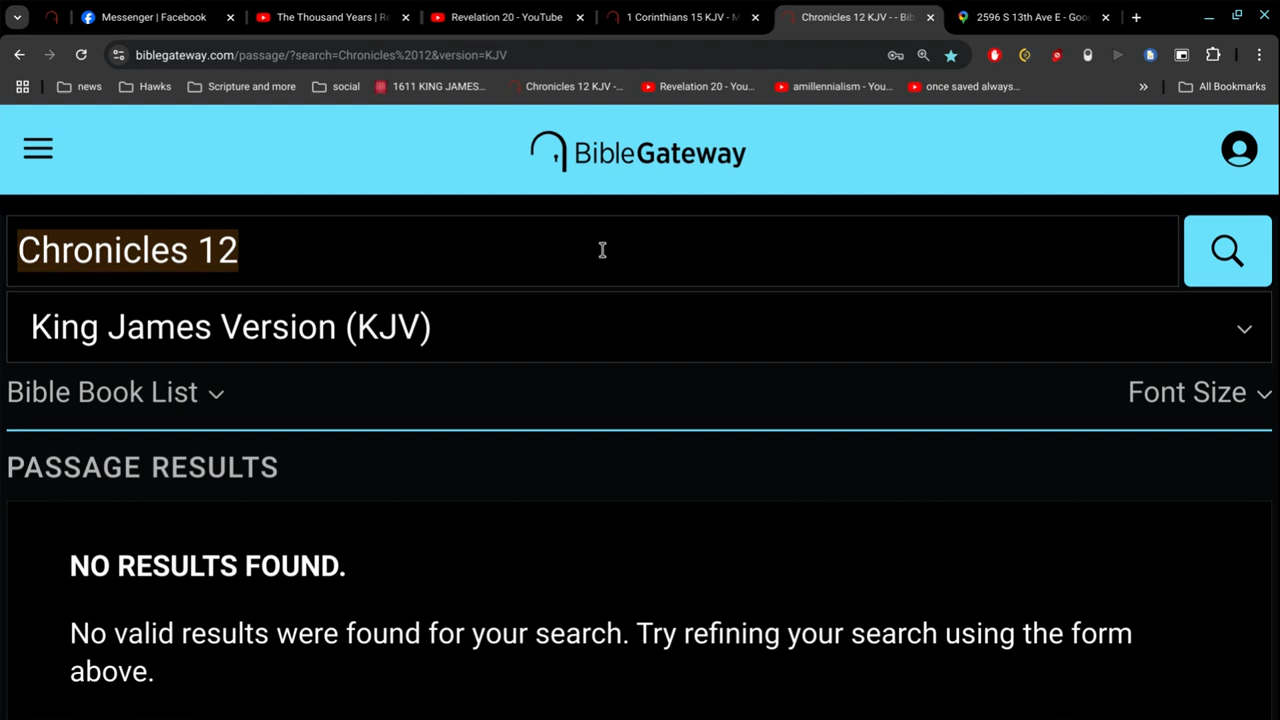 Messenger | Facebook
The Thousand Years | R
Revelation 20 - YouTube
1 Corinthians 15 KJV - M
Chronicles 12 KJV - - Bib
2596 S 13th Ave E - Goo
biblegateway.com/passage/?search=Chronicles%2012&version=KJV
news
Hawks
Scripture and more
social
1611 KING JAMES...
Chronicles 12 KJV -...
Revelation 20 - You...
amillennialism - You...
once saved always...
All Bookmarks
BibleGateway
Chronicles 12
King James Version (KJV)
Bible Book List
Font Size
PASSAGE RESULTS
NO RESULTS FOUND.
No valid results were found for your search. Try refining your search using the form
above.